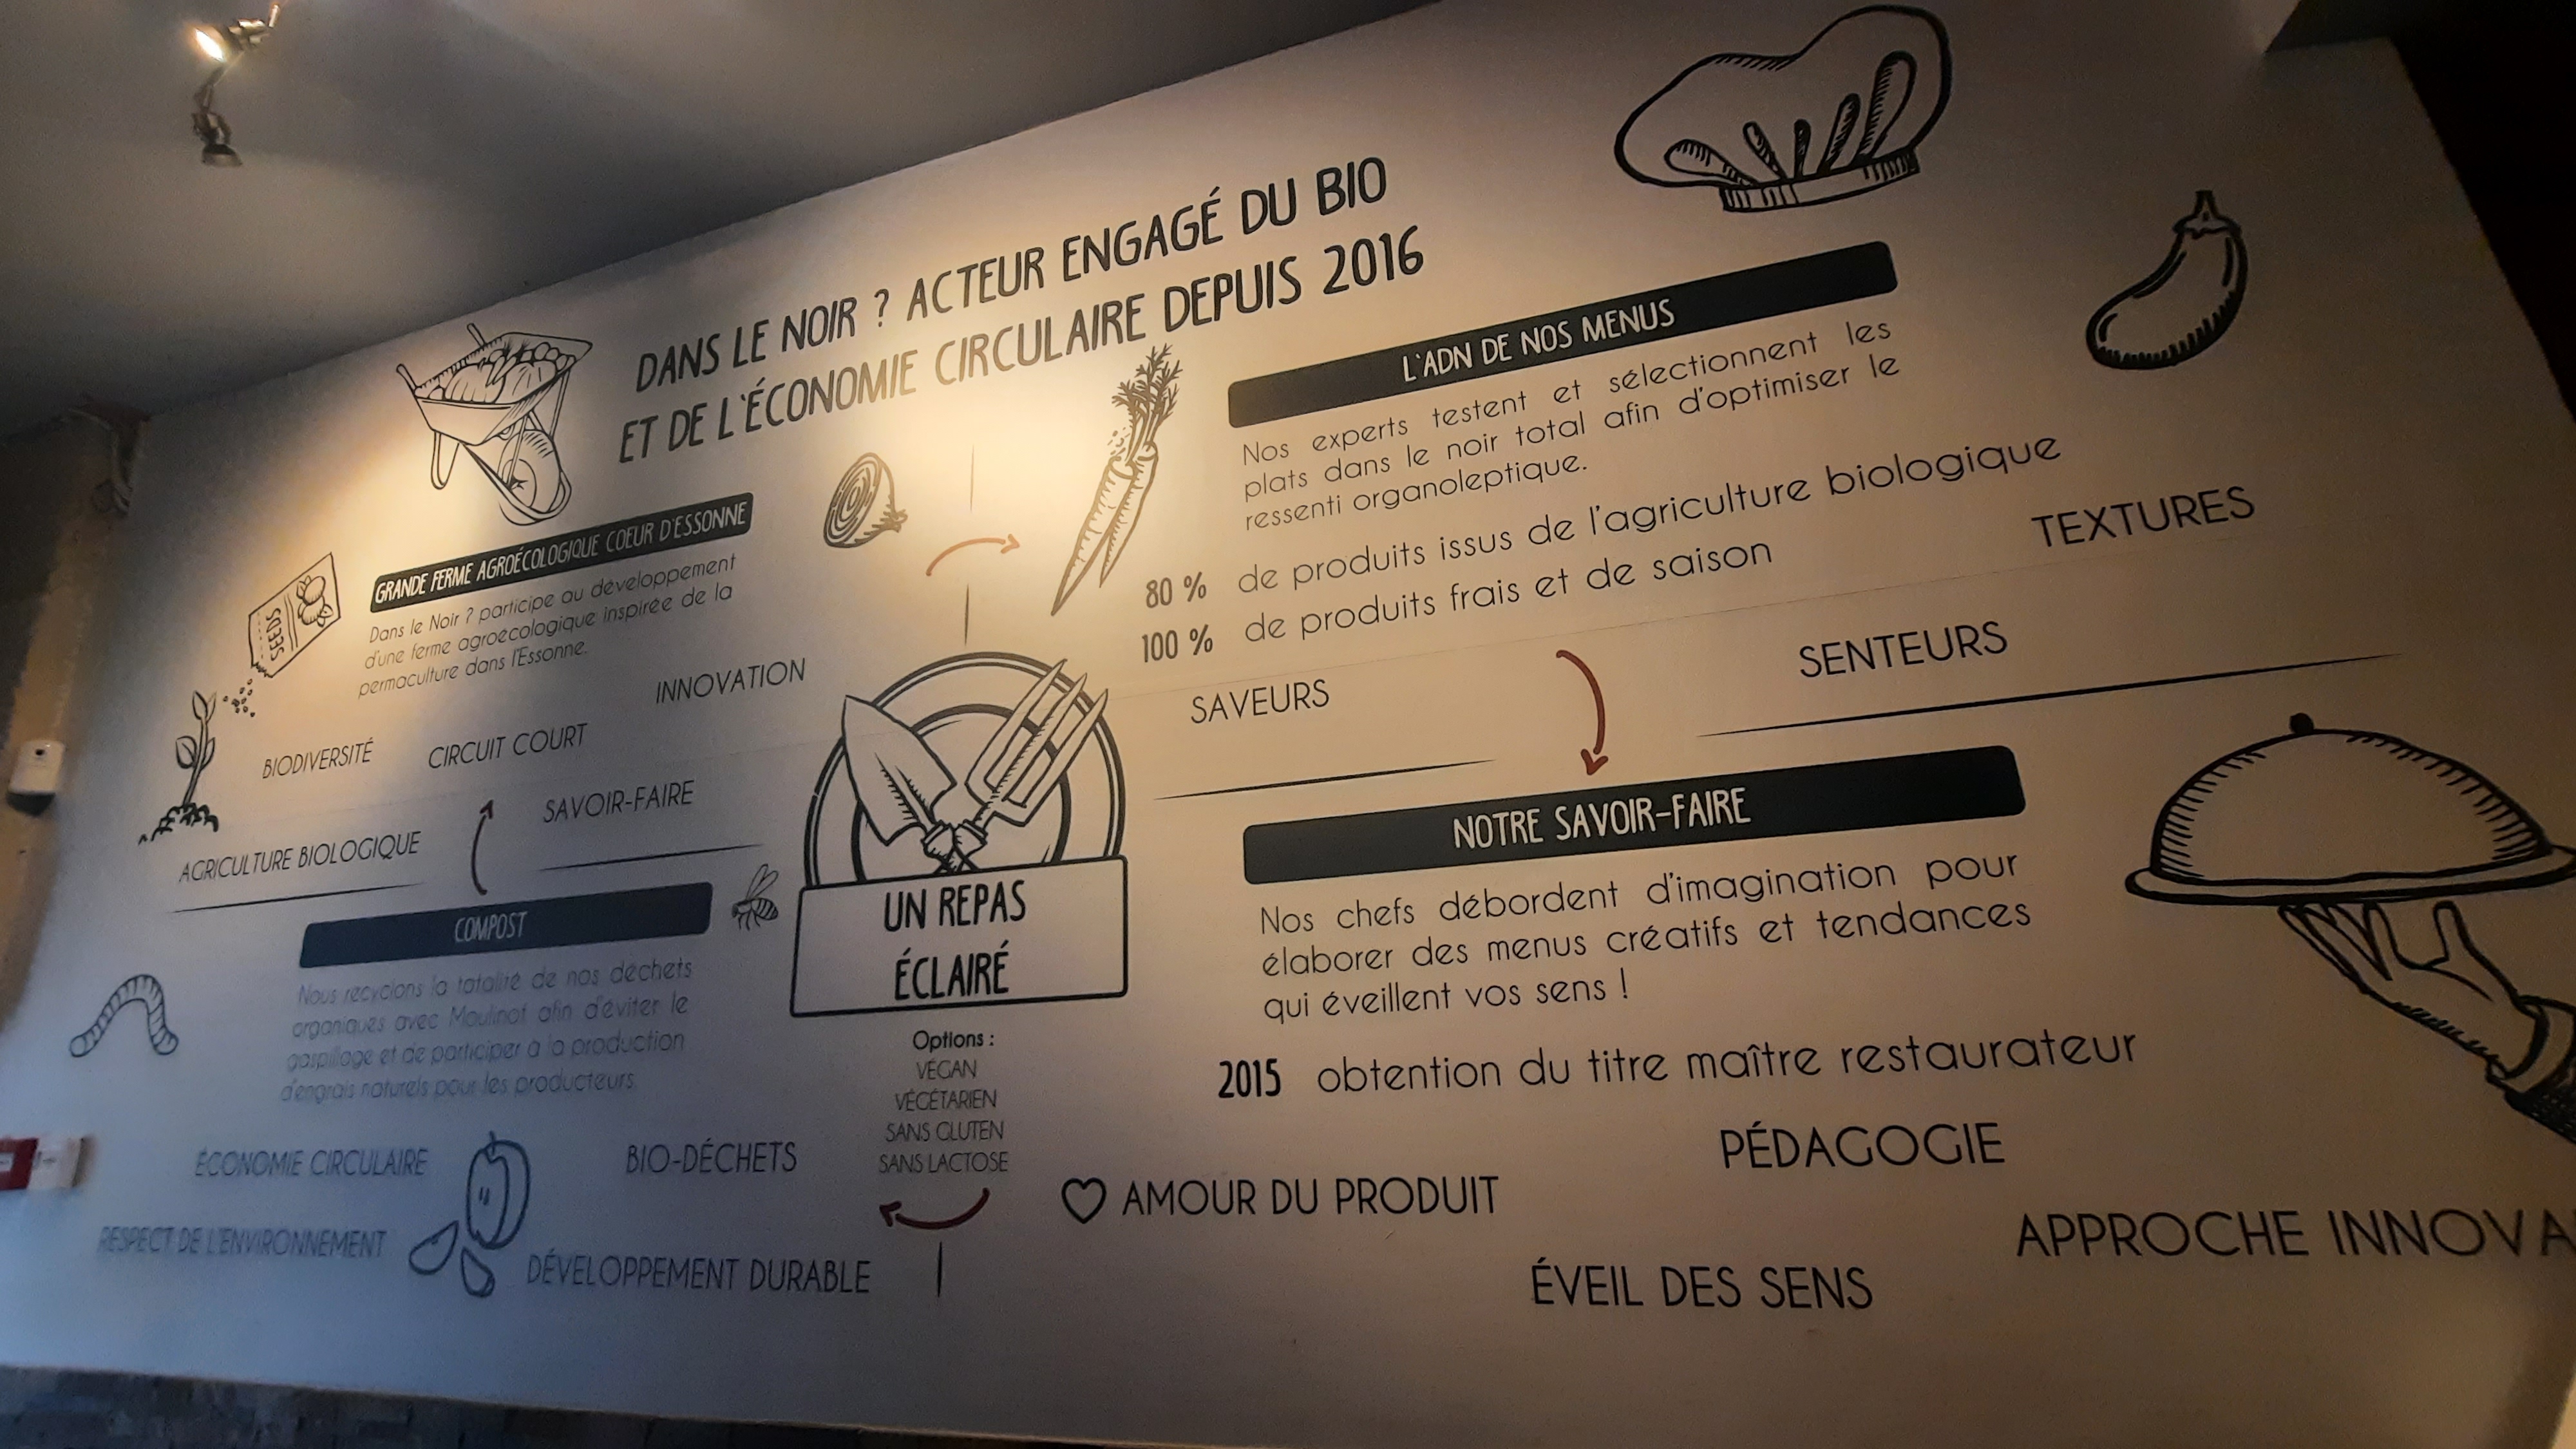 DANS LE NOIR ? ACTEUR ENGAGÉ DU BIO
ET DE L'ÉCONOMIE CIRCULAIRE DEPUIS 2016
SEEDS
GRANDE FERME AGROÉCOLOGIQUE COEUR D'ESSONNE
Dans le Noir ? participe au développement
d'une ferme agroécologique inspirée de la
permaculture dans l'Essonne.
INNOVATION
BIODIVERSITÉ
CIRCUIT COURT
SAVOIR-FAIRE
AGRICULTURE BIOLOGIQUE
L'ADN DE NOS MENUS
Nos experts testent et sélectionnent les
plats dans le noir total afin d'optimiser le
ressenti organoleptique.
80 % de produits issus de l'agriculture biologique
100 % de produits frais et de saison
TEXTURES
SENTEURS
SAVEURS
NOTRE SAVOIR-FAIRE
Nos chefs débordent d'imagination pour
élaborer des menus créatifs et tendances
qui éveillent vos sens !
2015 obtention du titre maître restaurateur
PÉDAGOGIE
AMOUR DU PRODUIT
APPROCHE INNOVA
ÉVEIL DES SENS
UN REPAS
ÉCLAIRÉ
Options :
VÉGAN
VÉGÉTARIEN
SANS GLUTEN
SANS LACTOSE
COMPOST
Nous recyclons la totalité de nos déchets
organiques avec Moulinot afin d'éviter le
gaspillage et de participer à la production
d'engrais naturels pour les producteurs.
ÉCONOMIE CIRCULAIRE
BIO-DÉCHETS
RESPECT DE L'ENVIRONNEMENT
DÉVELOPPEMENT DURABLE